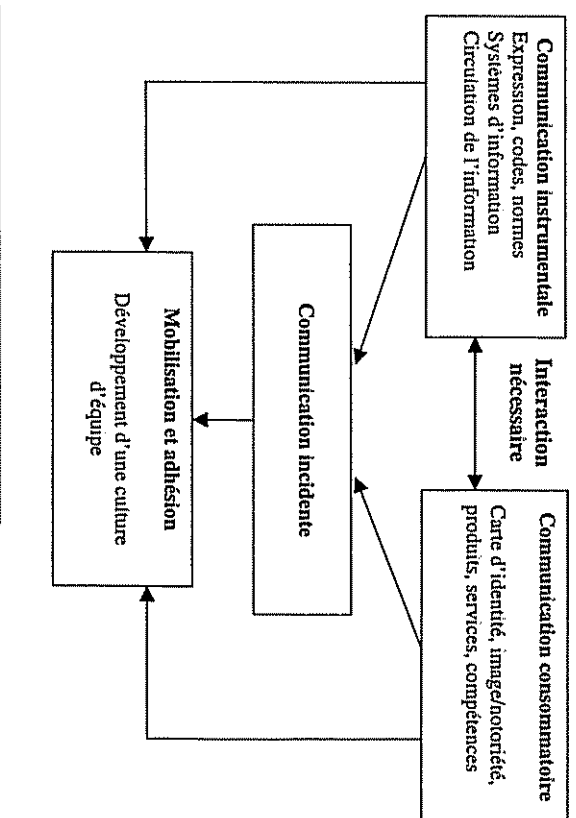 Communication instrumentale
Expression, codes, normes
Systèmes d'information
Circulation de l'information
Interaction
nécessaire
Communication consommatoire
Carte d'identité, image/notoriété,
produits, services, compétences
Communication incidente
Mobilisation et adhésion
Développement d'une culture
d'équipe